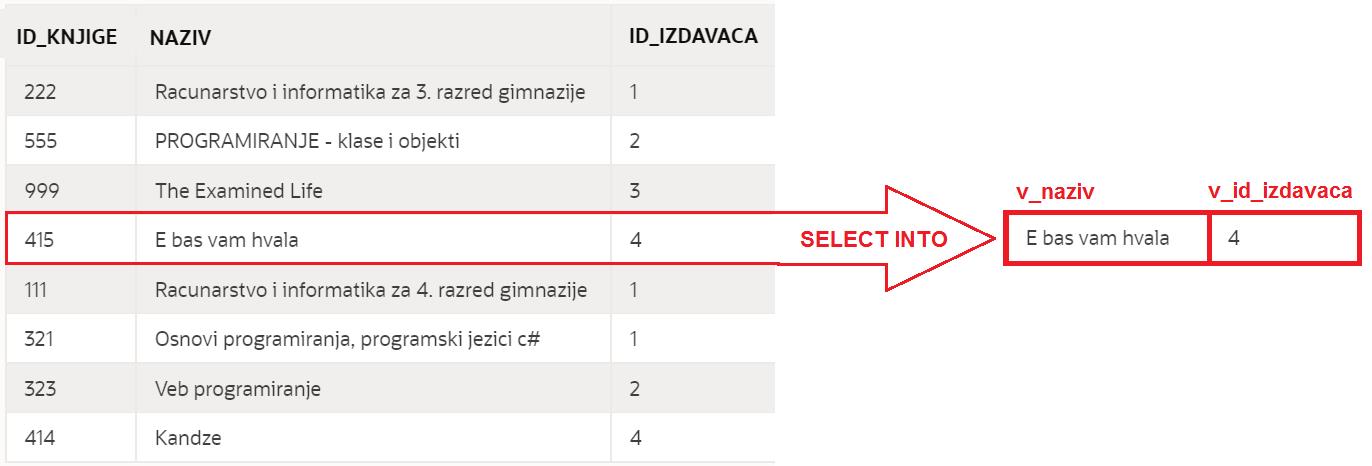 ID_KNJIGE NAZIV ID_IZDAVACA
222 Racunarstvo i informatika za 3. razred gimnazije 1
555 PROGRAMIRANJE - klase i objekti 2
999 The Examined Life 3
v_naziv v_id_izdavaca
415 E bas vam hvala 4 SELECT INTO E bas vam hvala 4
111 Racunarstvo i informatika za 4. razred gimnazije 1
321 Osnovi programiranja, programski jezici c# 1
323 Veb programiranje 2
414 Kandze 4